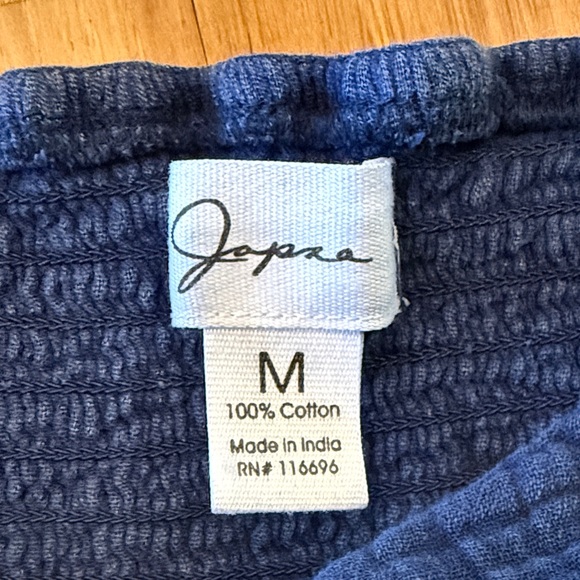 Japna
M
100% Cotton
Made in India
RN# 116696